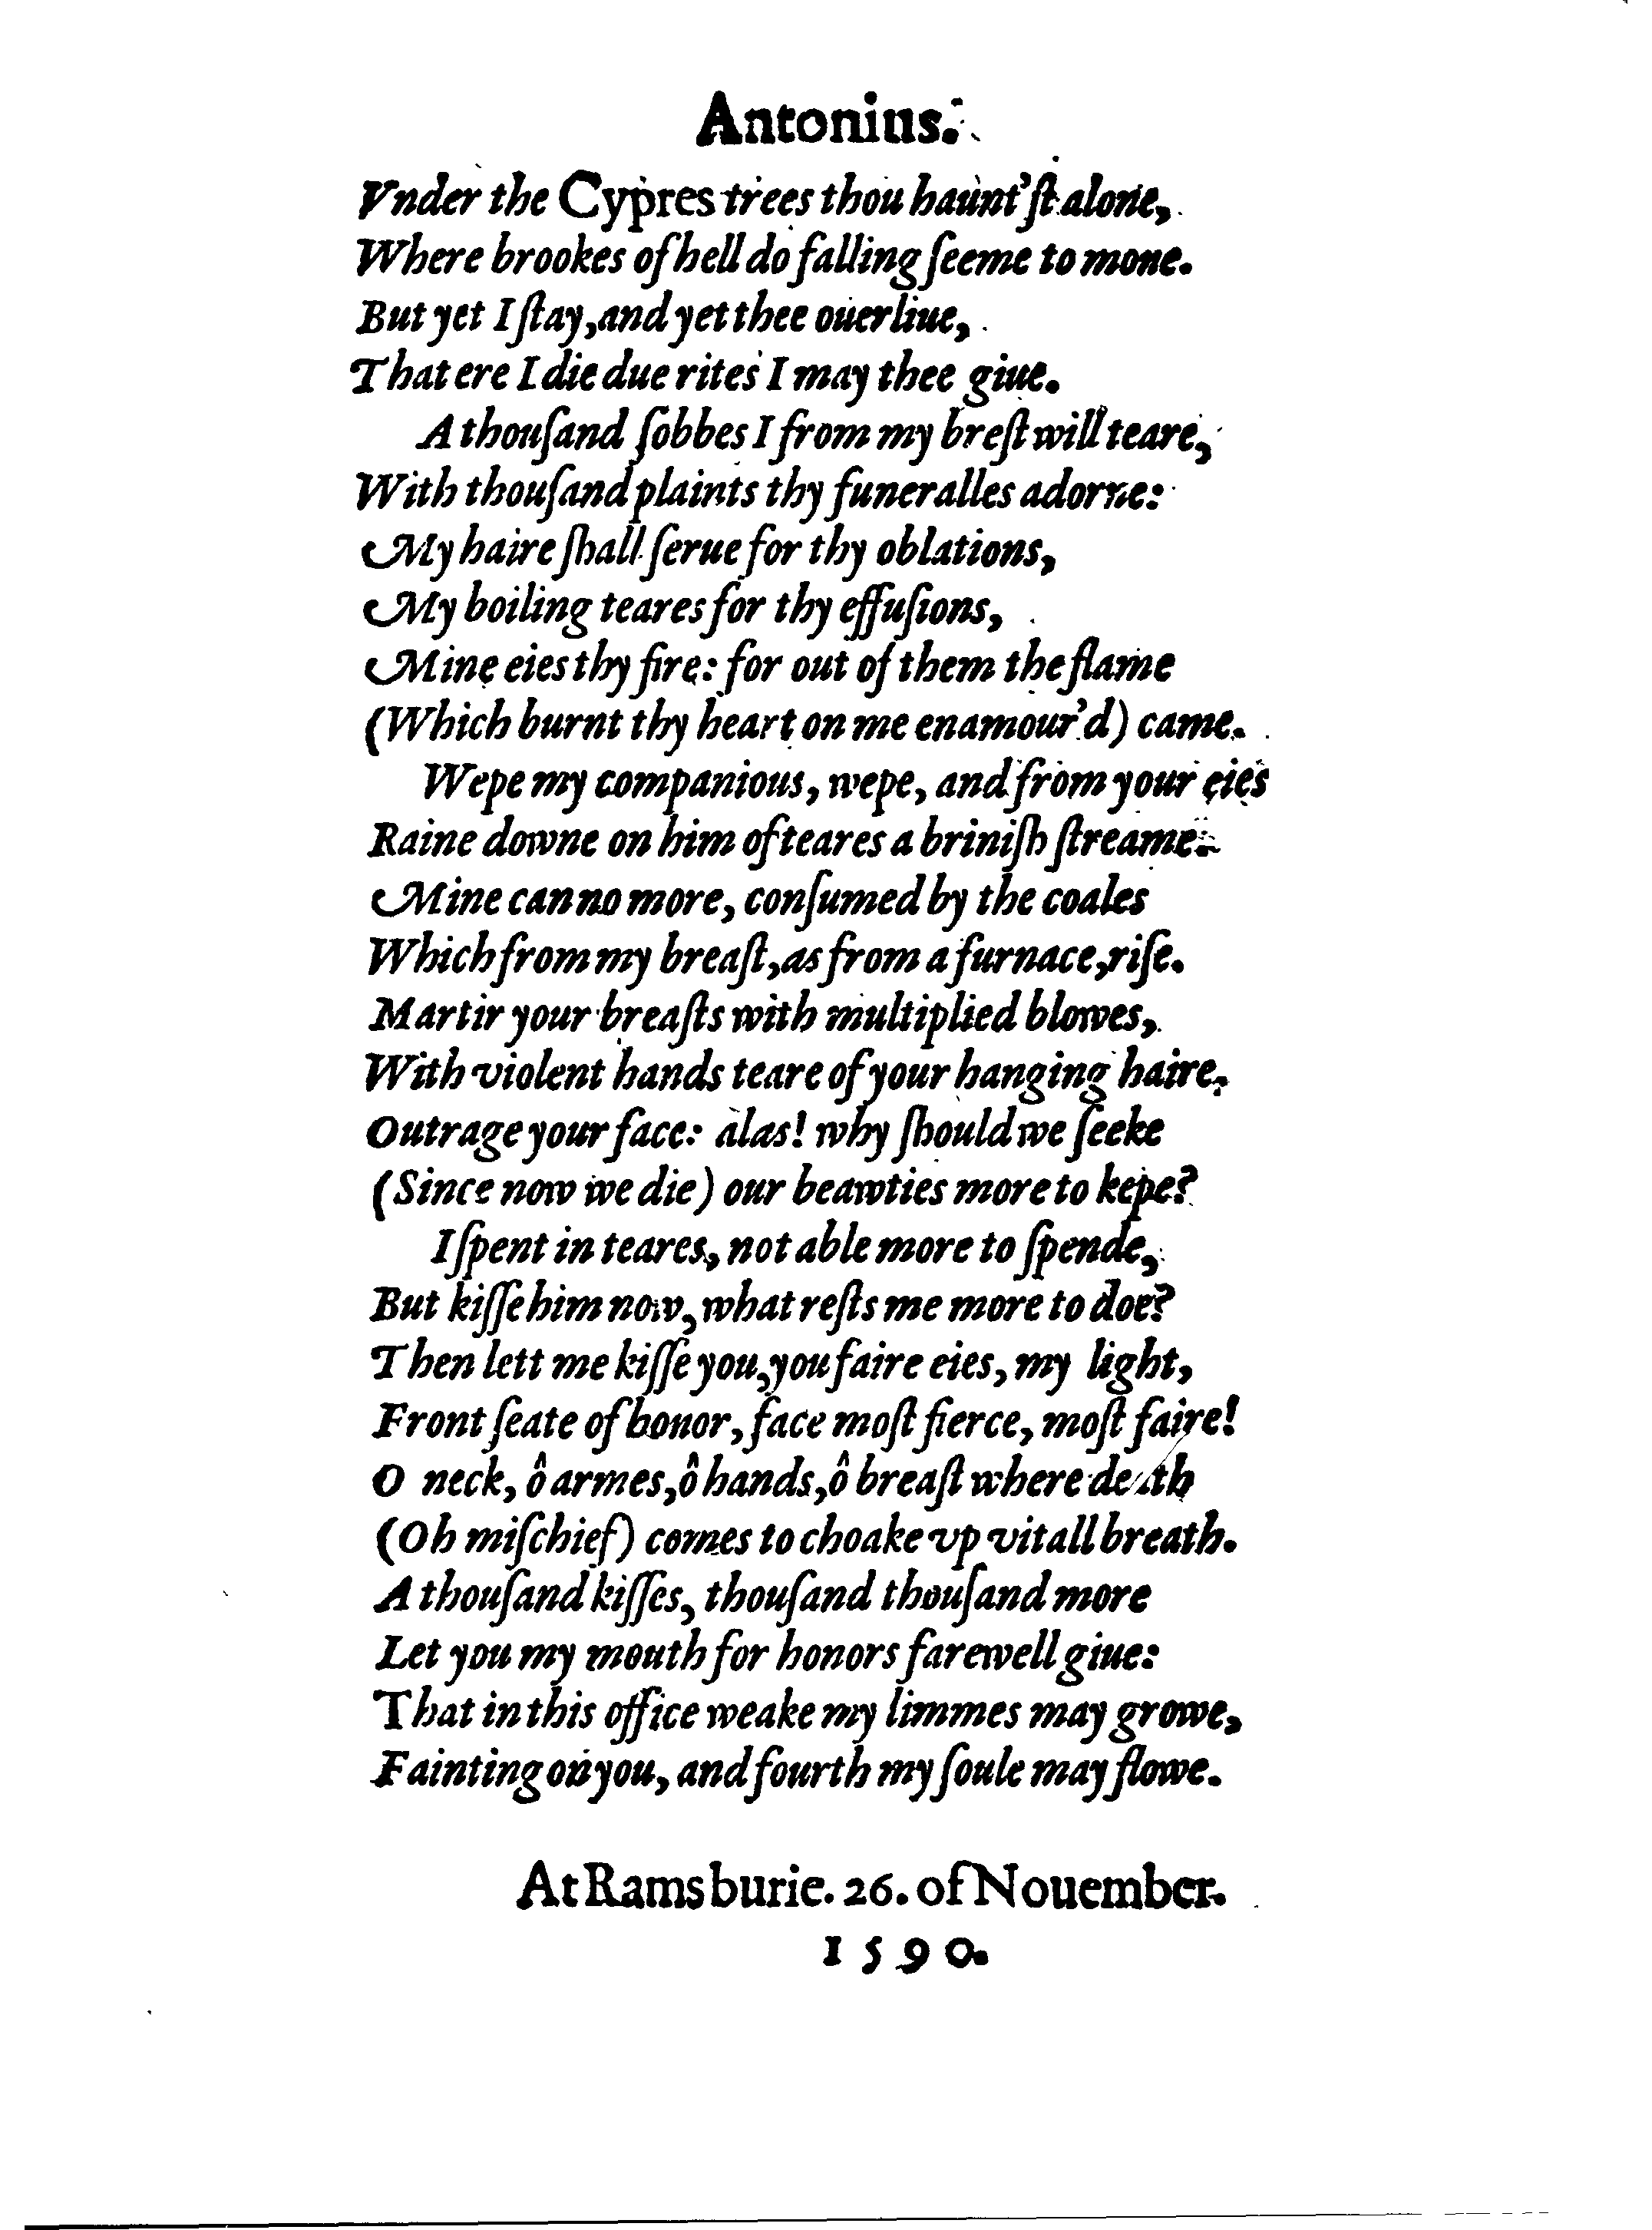 Antonius.
Vnder the Cypres trees thou haunt'ſt alone,
Where brookes of hell do falling ſeeme to mone.
But yet I ſtay, and yet thee ouerliue,
That ere I die due rites I may thee giue.
A thouſand ſobbes I from my breſt will teare,
With thouſand plaints thy funeralles adorne:
My haire ſhall ſerue for thy oblations,
My boiling teares for thy effuſions,
Mine eies thy fire: for out of them the flame
(Which burnt thy heart on me enamour'd) came.
Wepe my companious, wepe, and from your eies
Raine downe on him of teares a briniſh ſtreame.
Mine can no more, conſumed by the coales
Which from my breaſt, as from a furnace, riſe.
Martir your breaſts with multiplied blowes,
With violent hands teare of your hanging haire,
Outrage your face: alas! why ſhould we ſeeke
(Since now we die) our beawties more to kepe?
I ſpent in teares, not able more to ſpende,
But kiſſe him now, what reſts me more to doe?
Then lett me kiſſe you, you faire eies, my light,
Front ſeate of honor, face moſt fierce, moſt faire!
O neck, ô armes, ô hands, ô breaſt where death
(Oh miſchief) comes to choake vp vitall breath.
A thouſand kiſſes, thouſand thouſand more
Let you my mouth for honors farewell giue:
That in this office weake my limmes may growe,
Fainting on you, and fourth my ſoule may flowe.
At Ramsburie. 26. of Nouember.
1590.